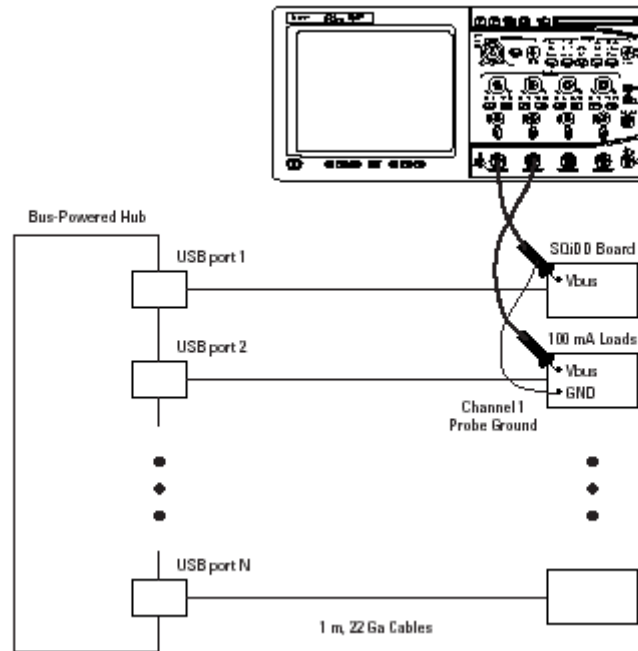 Bus-Powered Hub
USB port 1
SQiDD Board
Vbus
USB port 2
100 mA Loads
Vbus
GND
Channel 1
Probe Ground
USB port N
1 m, 22 Ga Cables